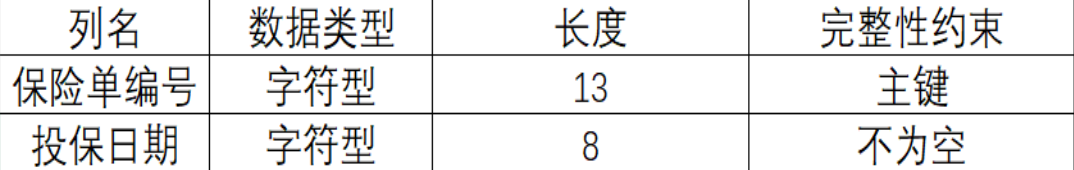 列名 数据类型 长度 完整性约束
保险单编号 字符型 13 主键
投保日期 字符型 8 不为空